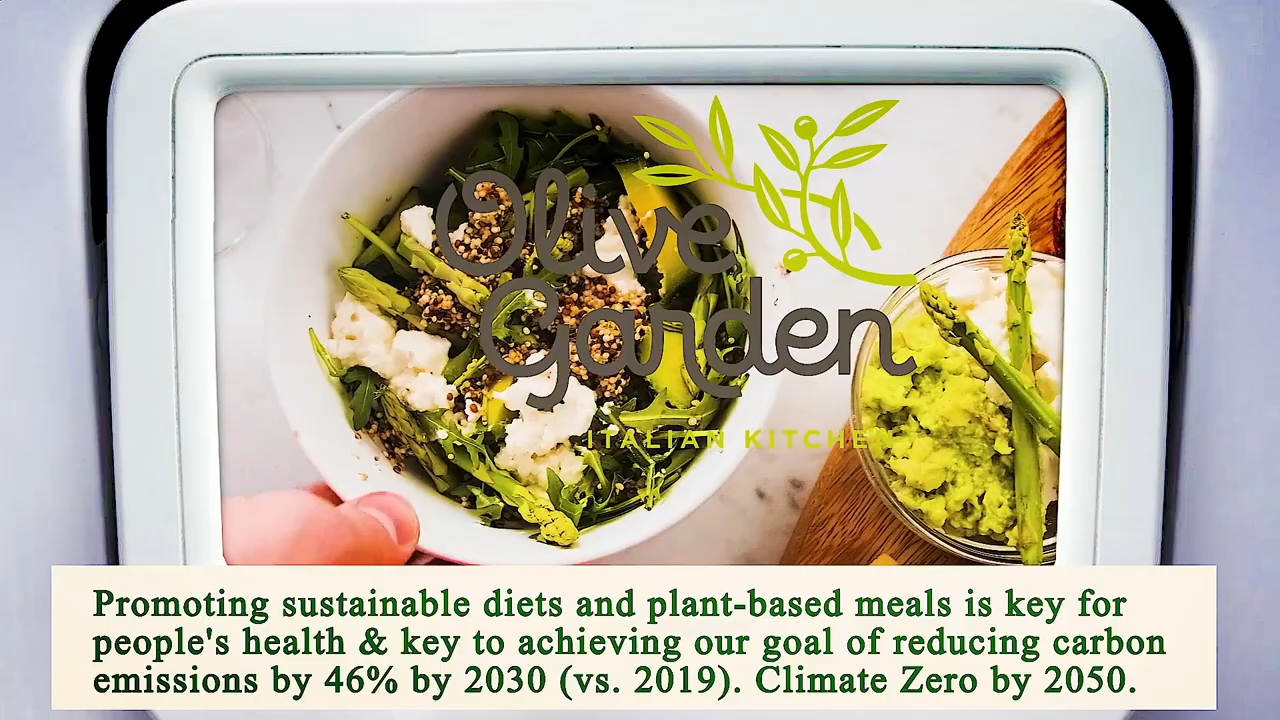 Olive
Garden
ITALIAN KITCHEN
Promoting sustainable diets and plant-based meals is key for
people's health & key to achieving our goal of reducing carbon
emissions by 46% by 2030 (vs. 2019). Climate Zero by 2050.